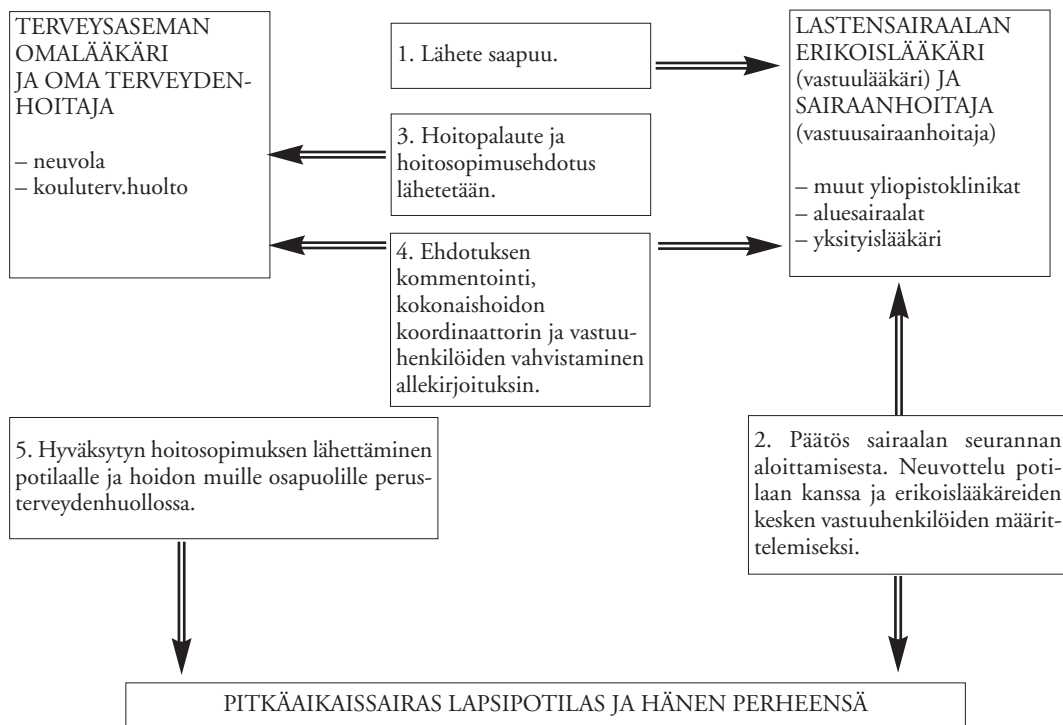 TERVEYSASEMAN
OMALÄÄKÄRI
JA OMA TERVEYDEN-
HOITAJA
– neuvola
– kouluterv.huolto
1. Lähete saapuu.
LASTENSAIRAALAN
ERIKOISLÄÄKÄRI
(vastuulääkäri) JA
SAIRAANHOITAJA
(vastuusairaanhoitaja)
– muut yliopistoklinikat
– aluesairaalat
– yksityislääkäri
3. Hoitopalaute ja
hoitosopimusehdotus
lähetetään.
4. Ehdotuksen
kommentointi,
kokonaishoidon
koordinaattorin ja vastuu-
henkilöiden vahvistaminen
allekirjoituksin.
5. Hyväksytyn hoitosopimuksen lähettäminen
potilaalle ja hoidon muille osapuolille perus-
terveydenhuollossa.
2. Päätös sairaalan seurannan
aloittamisesta. Neuvottelu poti-
laan kanssa ja erikoislääkäreiden
kesken vastuuhenkilöiden määrit-
telemiseksi.
PITKÄAIKAISSAIRAS LAPSIPOTILAS JA HÄNEN PERHEENSÄ